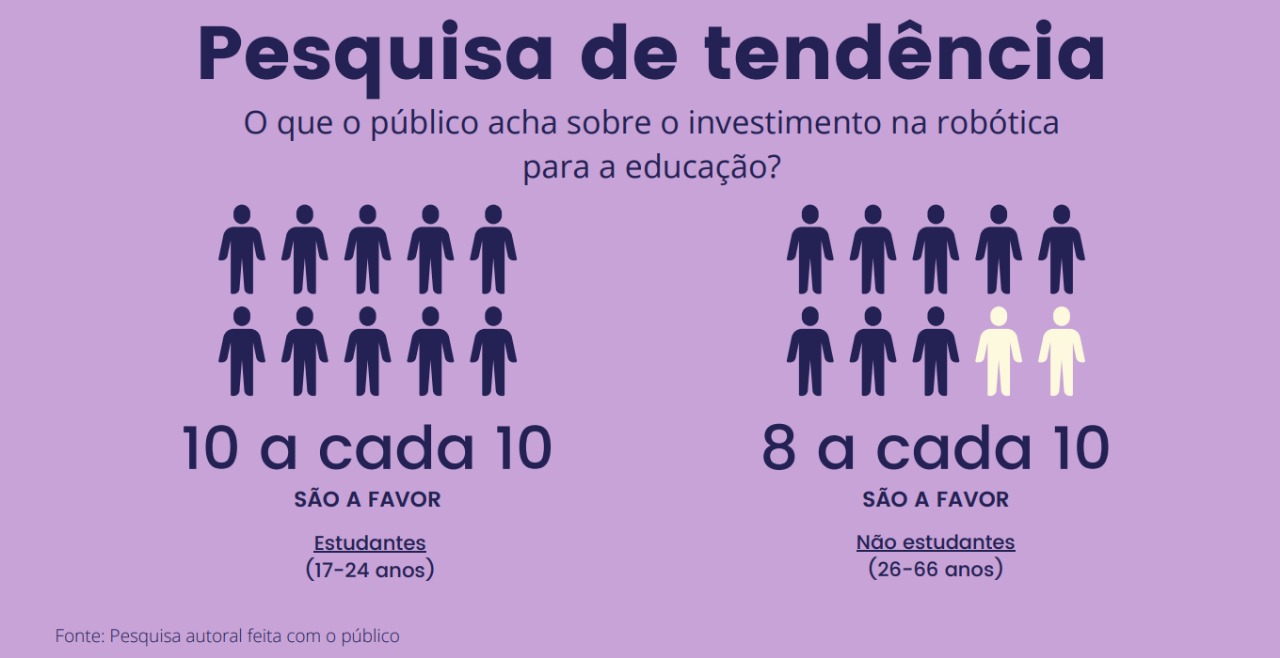 Pesquisa de tendência
O que o público acha sobre o investimento na robótica
para a educação?
10 a cada 10
SÃO A FAVOR
Estudantes
(17-24 anos)
8 a cada 10
SÃO A FAVOR
Não estudantes
(26-66 anos)
Fonte: Pesquisa autoral feita com o público